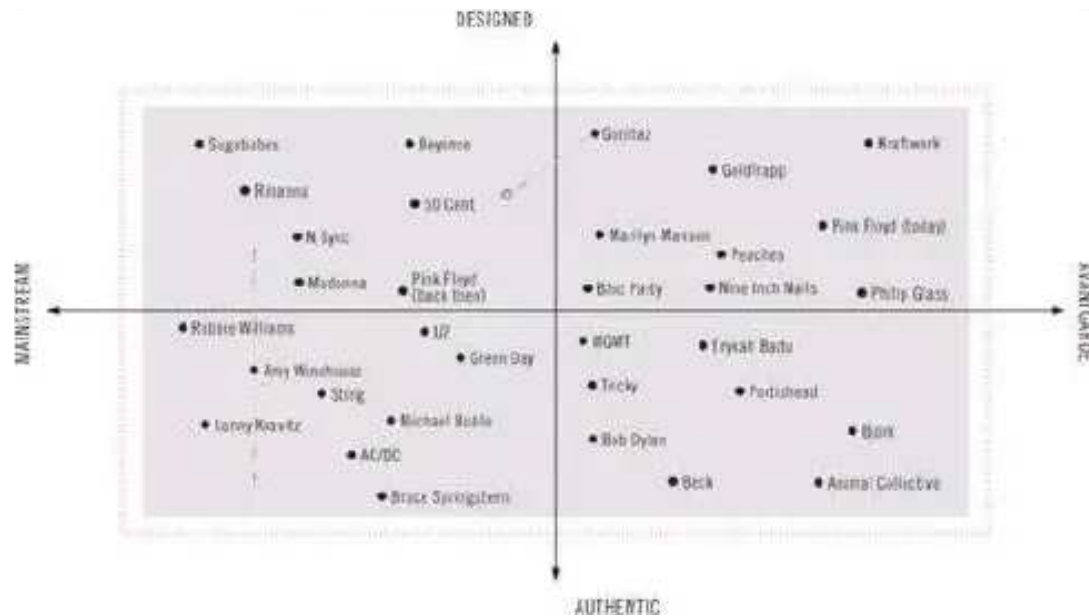 DESIGNED
Sugababes
Beyonce
Gorillaz
Kraftwerk
Goldfrapp
Rihanna
50 Cent
Pink Floyd (today)
N Sync
Marilyn Manson
Peaches
Madonna
Pink Floyd
(back then)
Bloc Party
Nine Inch Nails
Philip Glass
MAINSTREAM
AVANTGARDE
Robbie Williams
U2
MGMT
Erykah Badu
Green Day
Amy Winehouse
Sting
Tricky
Portishead
Lenny Kravitz
Michael Buble
Bob Dylan
Bjork
AC/DC
Bruce Springsteen
Beck
Animal Collective
AUTHENTIC